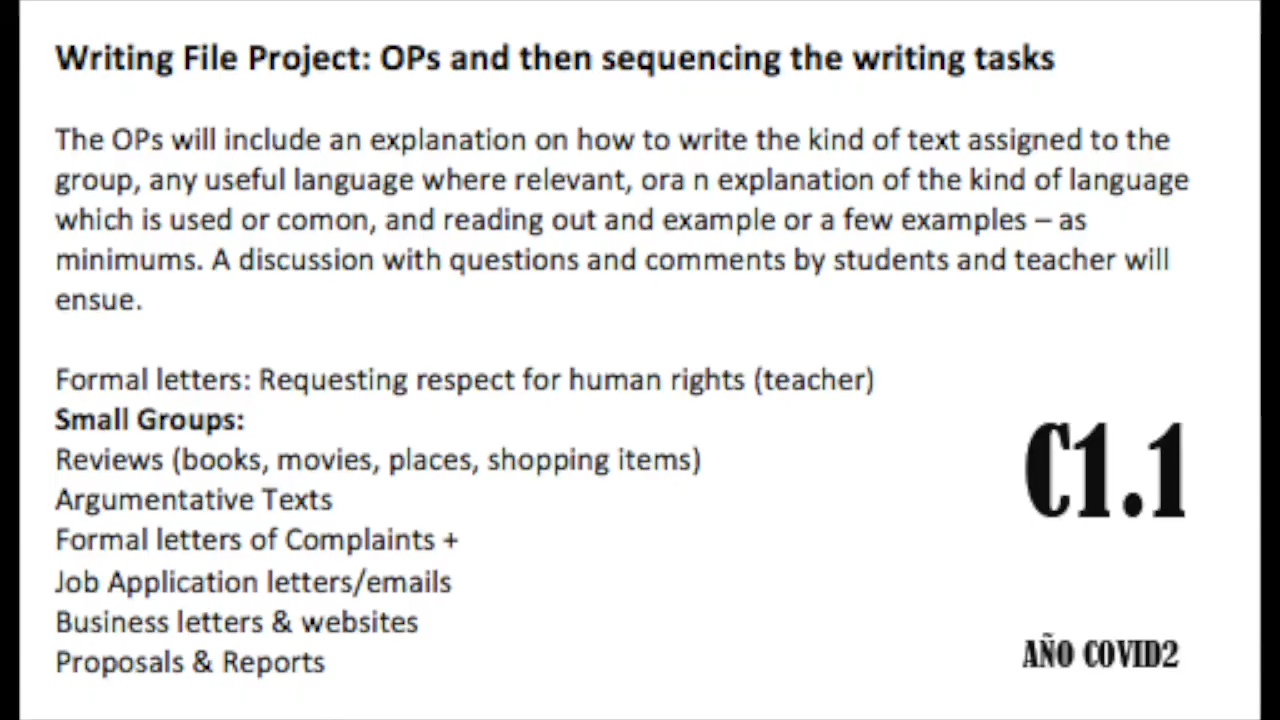 Writing File Project: OPs and then sequencing the writing tasks
The OPs will include an explanation on how to write the kind of text assigned to the
group, any useful language where relevant, ora n explanation of the kind of language
which is used or comon, and reading out and example or a few examples – as
minimums. A discussion with questions and comments by students and teacher will
ensue.
Formal letters: Requesting respect for human rights (teacher)
Small Groups:
Reviews (books, movies, places, shopping items)
Argumentative Texts
Formal letters of Complaints +
Job Application letters/emails
Business letters & websites
Proposals & Reports
C1.1
AÑO COVID2